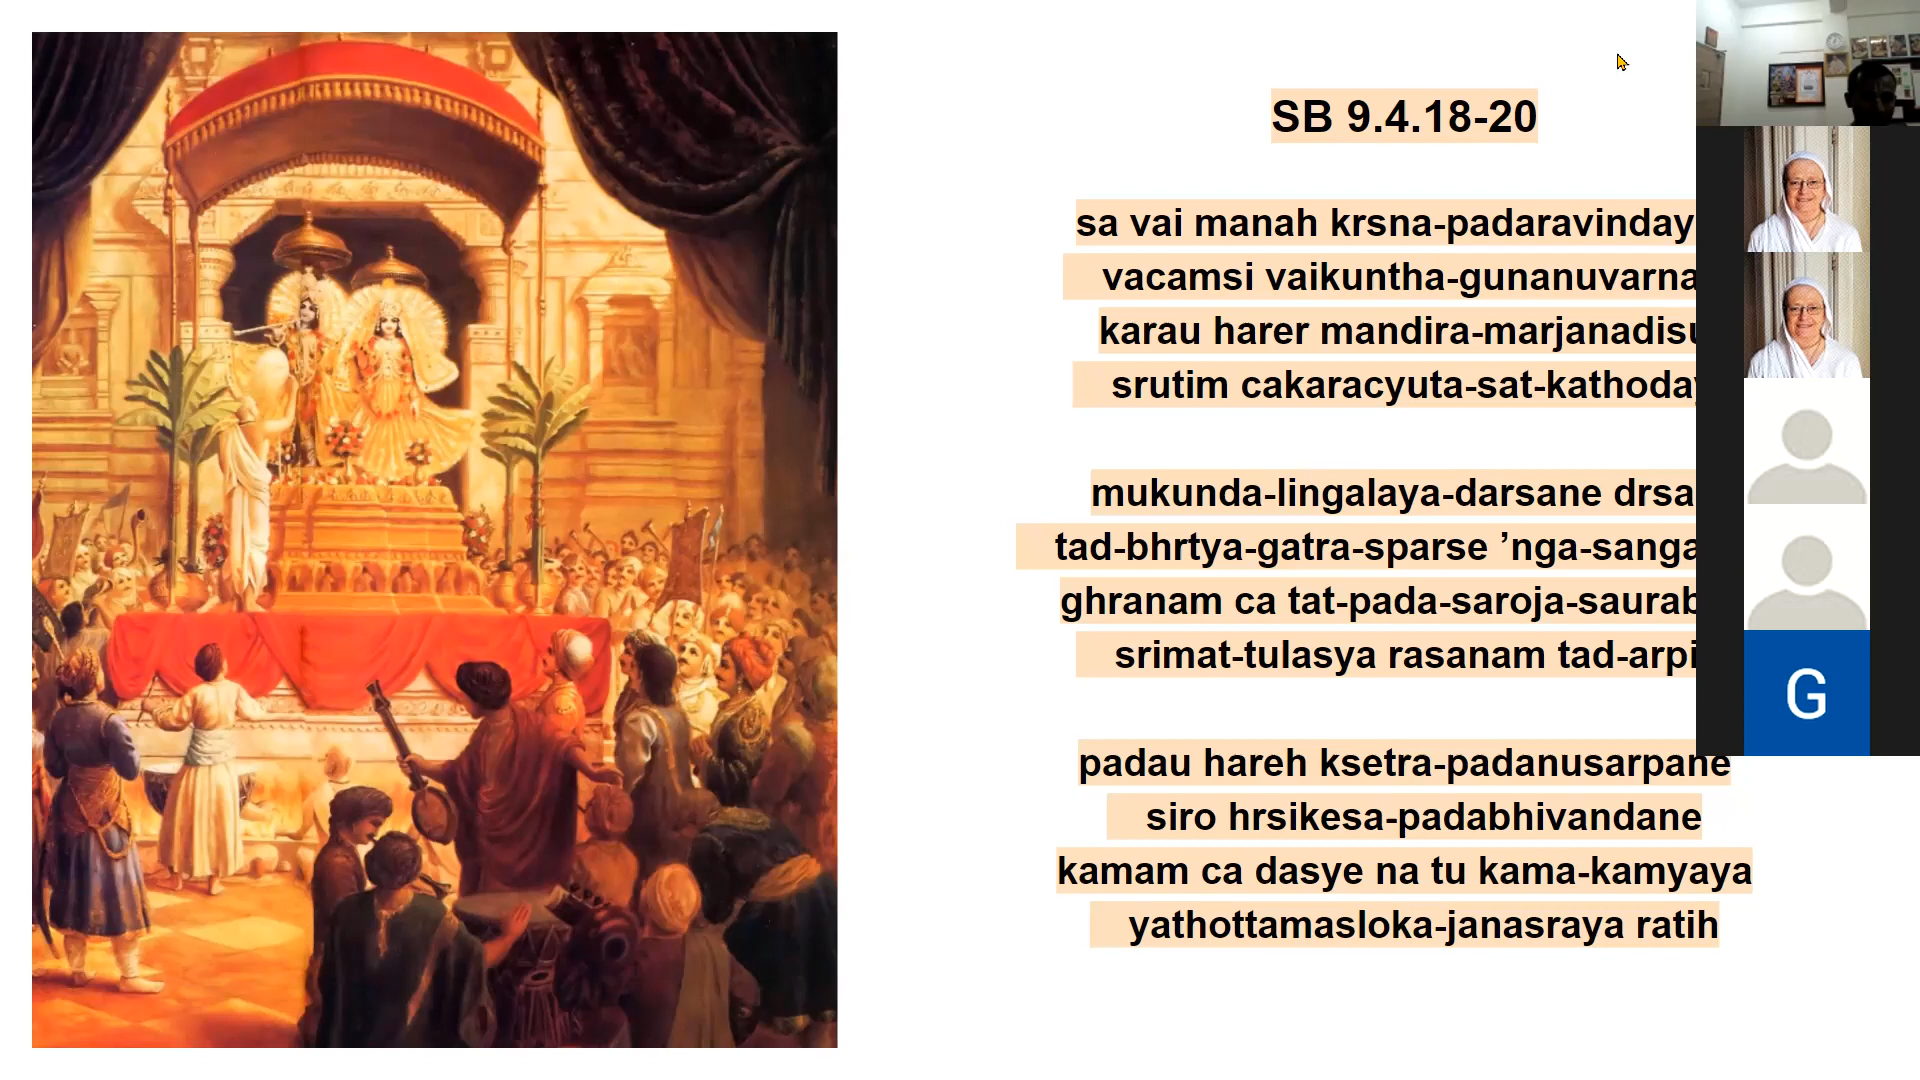 SB 9.4.18-20
sa vai manah krsna-padaravinday
vacamsi vaikuntha-gunanuvarna
karau harer mandira-marjanadisu
srutim cakaracyuta-sat-kathoday
mukunda-lingalaya-darsane drsa
tad-bhrtya-gatra-sparse ’nga-sanga
ghranam ca tat-pada-saroja-saurab
srimat-tulasya rasanam tad-arpi
G
padau hareh ksetra-padanusarpane
siro hrsikesa-padabhivandane
kamam ca dasye na tu kama-kamyaya
yathottamasloka-janasraya ratih